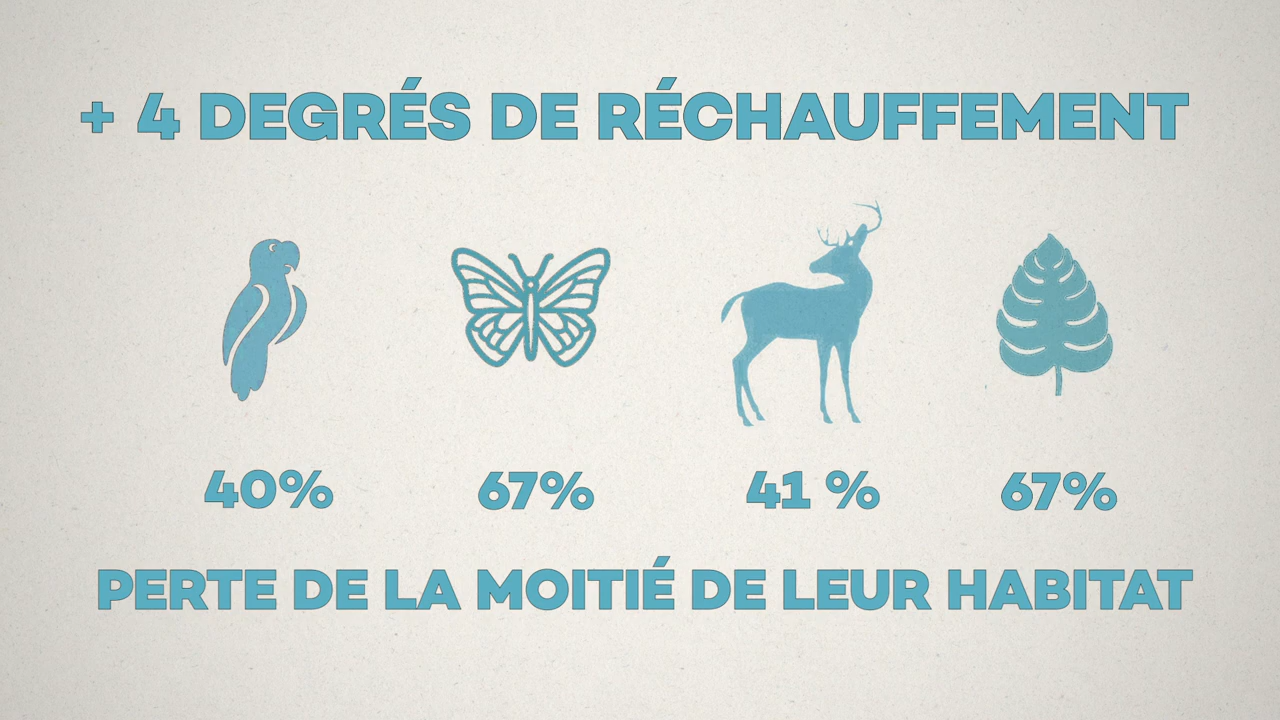 + 4 DEGRÉS DE RÉCHAUFFEMENT
40% 67% 41 % 67%
PERTE DE LA MOITIÉ DE LEUR HABITAT